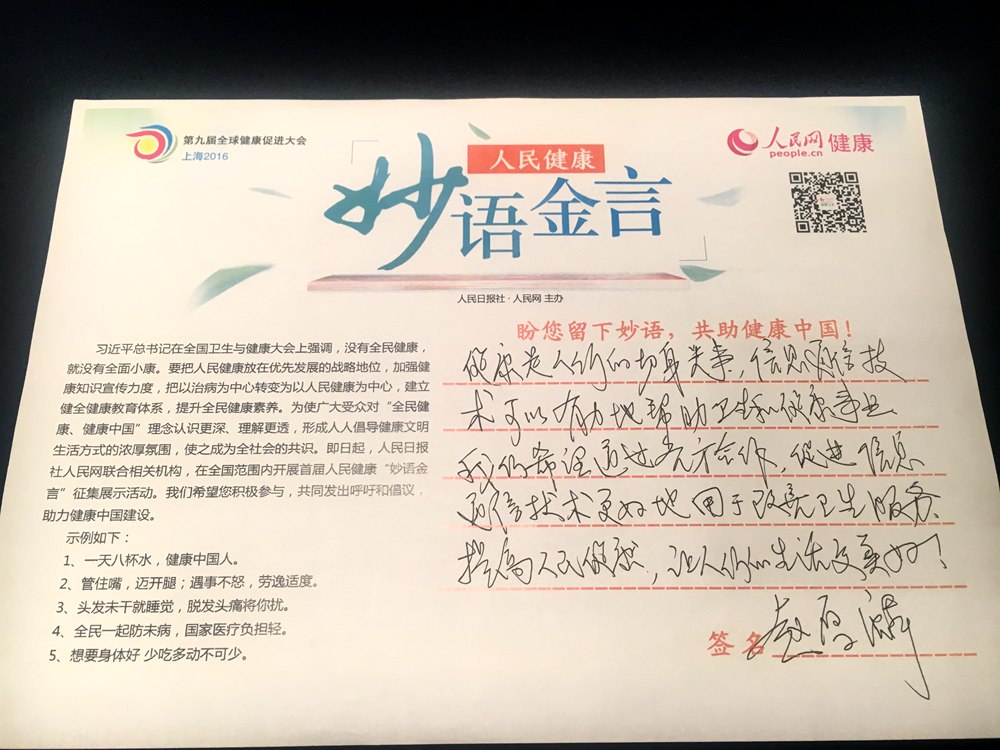 第九届全球健康促进大会
上海2016
人民健康
妙语金言
人民网 健康
people.cn
人民日报社·人民网 主办
习近平总书记在全国卫生与健康大会上强调,没有全民健康,
就没有全面小康。要把人民健康放在优先发展的战略地位,加强健
康知识宣传力度,把以治病为中心转变为以人民健康为中心,建立
健全健康教育体系,提升全民健康素养。为使广大受众对“全民健
康、健康中国”理念认识更深、理解更透,形成人人倡导健康文明
生活方式的浓厚氛围,使之成为全社会的共识。即日起,人民日报
社人民网联合相关机构,在全国范围内开展首届人民健康“妙语金
言”征集展示活动。我们希望您积极参与,共同发出呼吁和倡议,
助力健康中国建设。
示例如下:
1、一天八杯水,健康中国人。
2、管住嘴,迈开腿;遇事不怒,劳逸适度。
3、头发未干就睡觉,脱发头痛将你扰。
4、全民一起防未病,国家医疗负担轻。
5、想要身体好 少吃多动不可少。
盼您留下妙语,共助健康中国!
健康是人们的切身大事,信息通信技
术可以有力地帮助卫生和健康事业
我们希望通过各方合作,促进信息
通信技术更好地用于改善卫生服务
提高人民健康,让人们的生活更美好!
签名 赵厚麟